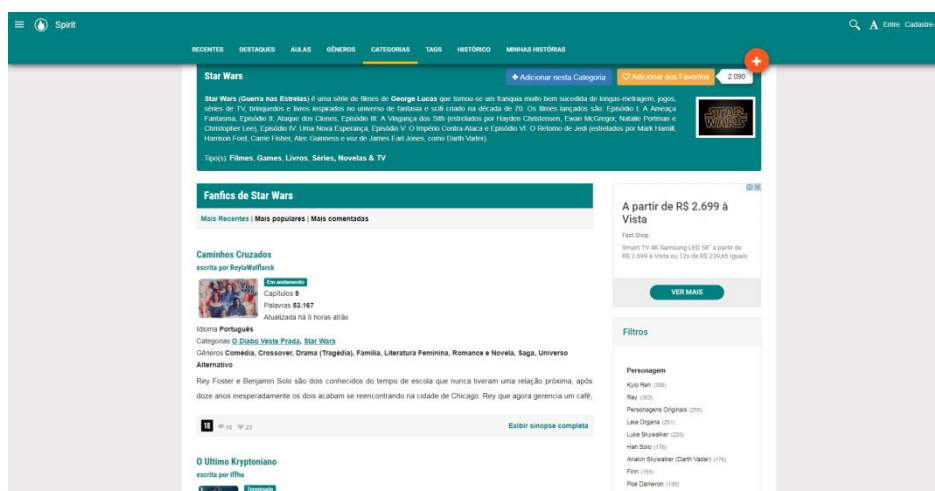 Spirit
Entre Cadastre-
RECENTES DESTAQUES AULAS GÊNEROS CATEGORIAS TAGS HISTÓRICO MINHAS HISTÓRIAS
Star Wars
+ Adicionar nesta Categoria
Adicionar aos Favoritos
2.090
Star Wars (Guerra nas Estrelas) é uma série de filmes de George Lucas que tornou-se um franquia muito bem sucedida de longas-metragem, jogos,
séries de TV, brinquedos e livros inspirados no universo de fantasia e scifi criado na década de 70. Os filmes lançados são: Episódio I: A Ameaça
Fantasma, Episódio II: Ataque dos Clones, Episódio III: A Vingança dos Sith (estrelados por Hayden Christensen, Ewan McGregor, Natalie Portman e
Christopher Lee), Episódio IV: Uma Nova Esperança, Episódio V: O Império Contra-Ataca e Episódio VI: O Retorno de Jedi (estrelados por Mark Hamill,
Harrison Ford, Carrie Fisher, Alec Guinness e voz de James Earl Jones, como Darth Vader).
STAR WARS
Tipo(s): Filmes, Games, Livros, Séries, Novelas & TV
Fanfics de Star Wars
Mais Recentes | Mais populares | Mais comentadas
Caminhos Cruzados
escrita por ReylaWalflarck
Em andamento
Capítulos 9
Palavras 53.167
Atualizada há 8 horas atrás
Idioma Português
Categorias O Diabo Veste Prada, Star Wars
Gêneros Comédia, Crossover, Drama (Tragédia), Família, Literatura Feminina, Romance e Novela, Saga, Universo
Alternativo
Rey Foster e Benjamin Solo são dois conhecidos do tempo de escola que nunca tiveram uma relação próxima, após
doze anos inesperadamente os dois acabam se reencontrando na cidade de Chicago. Rey que agora gerencia um café,
18
16
23
Exibir sinopse completa
O Ultimo Kryptoniano
escrita por iffhu
Terminada
A partir de R$ 2.699 à
Vista
Fast Shop
Smart TV 4K Samsung LED 58" a partir de
R$ 2.699 à Vista ou 12x de R$ 239,65 iguais
VER MAIS
Filtros
Personagem
Kylo Ren (398)
Rey (393)
Personagens Originais (255)
Leia Organa (251)
Luke Skywalker (226)
Han Solo (176)
Anakin Skywalker (Darth Vader) (176)
Finn (155)
Poe Dameron (139)